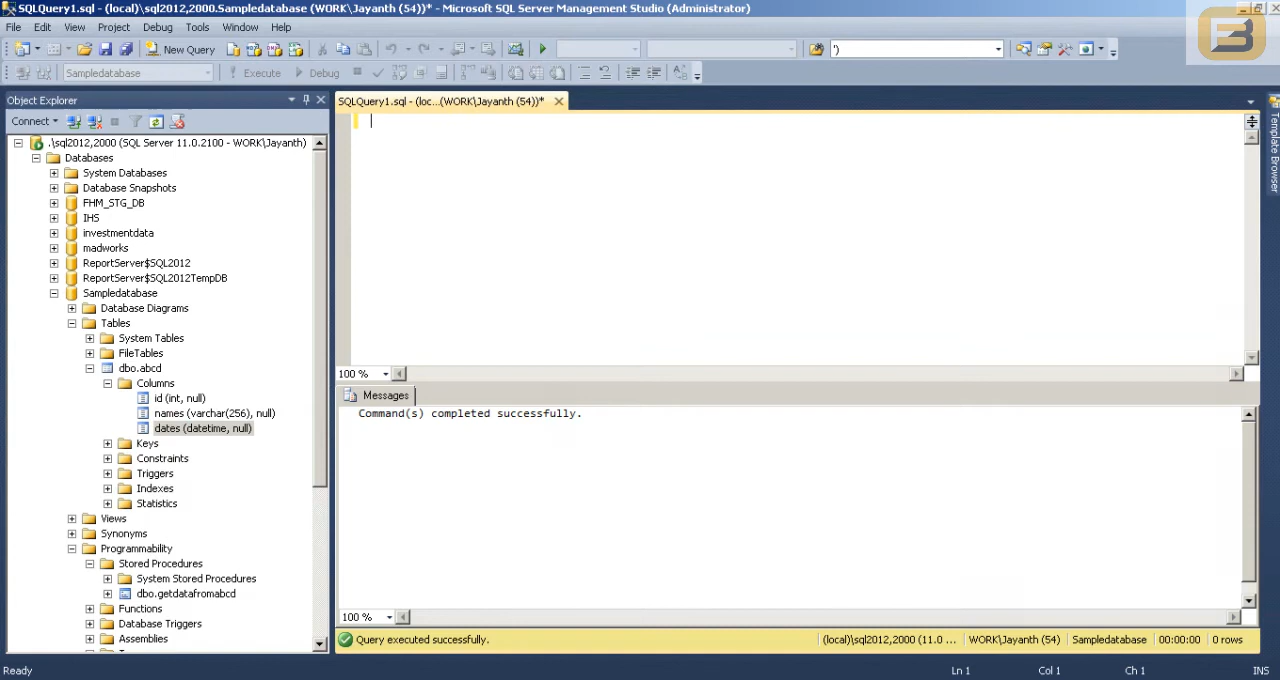 SQLQuery1.sql - (local)\sql2012,2000.Sampledatabase (WORK\Jayanth (54))* - Microsoft SQL Server Management Studio (Administrator)
File Edit View Project Debug Tools Window Help
New Query ')
Sampledatabase Execute Debug
Object Explorer
SQLQuery1.sql - (loc...(WORK\Jayanth (54))*
Connect
.\sql2012,2000 (SQL Server 11.0.2100 - WORK\Jayanth)
Databases
System Databases
Database Snapshots
FHM_STG_DB
IHS
investmentdata
madworks
ReportServer$SQL2012
ReportServer$SQL2012TempDB
Sampledatabase
Database Diagrams
Tables
System Tables
FileTables
dbo.abcd
Columns
id (int, null)
names (varchar(256), null)
dates (datetime, null)
Keys
Constraints
Triggers
Indexes
Statistics
Views
Synonyms
Programmability
Stored Procedures
System Stored Procedures
dbo.getdatafromabcd
Functions
Database Triggers
Assemblies
100 %
Messages
Command(s) completed successfully.
100 %
Query executed successfully. (local)\sql2012,2000 (11.0 ... WORK\Jayanth (54) Sampledatabase 00:00:00 0 rows
Template Browser
Ready Ln 1 Col 1 Ch 1 INS